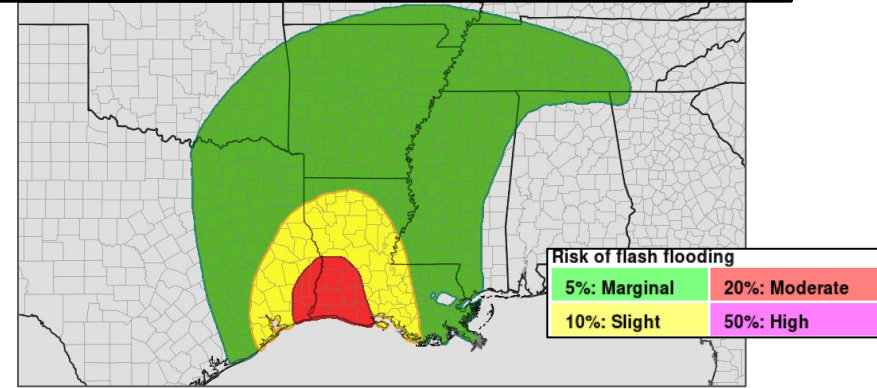 Risk of flash flooding
5%: Marginal 20%: Moderate
10%: Slight 50%: High